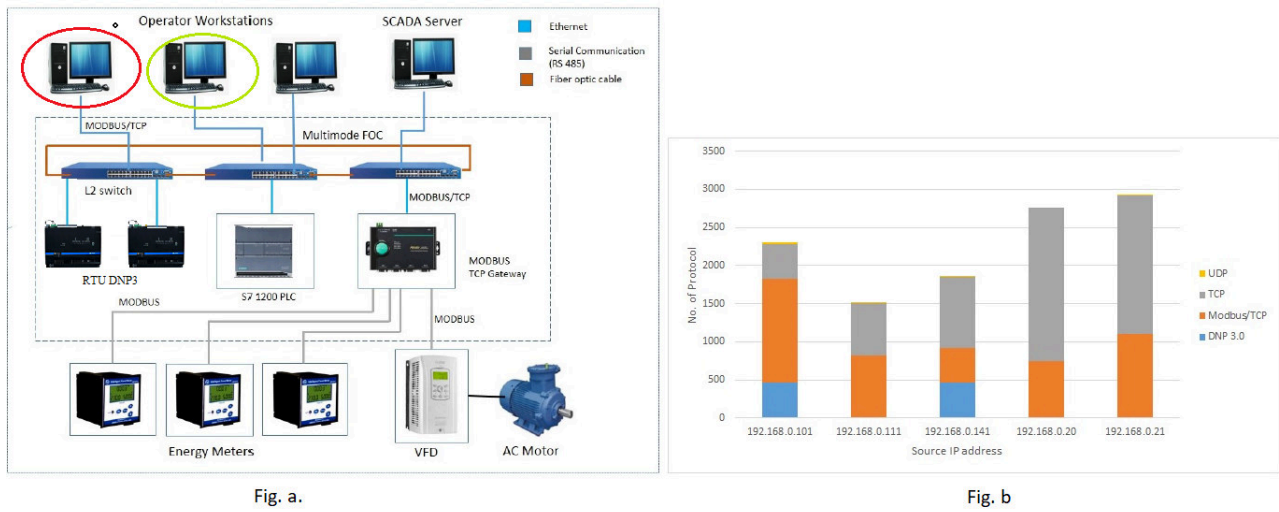 Operator Workstations
SCADA Server
Ethernet
Serial Communication
(RS 485)
Fiber optic cable
MODBUS/TCP
Multimode FOC
L2 switch
MODBUS/TCP
RTU DNP3
S7 1200 PLC
MODBUS
TCP Gateway
MODBUS
MODBUS
Energy Meters
VFD
AC Motor
Fig. a.
3500
3000
2500
2000
1500
1000
500
0
No. of Protocol
192.168.0.101
192.168.0.111
192.168.0.141
192.168.0.20
192.168.0.21
Source IP address
UDP
TCP
Modbus/TCP
DNP 3.0
Fig. b